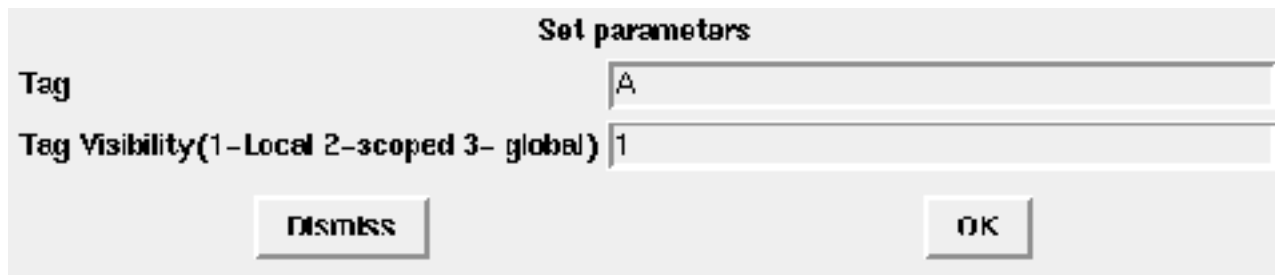 Set parameters
Tag A
Tag Visibility(1-Local 2-scoped 3- global) 1
Dismiss OK